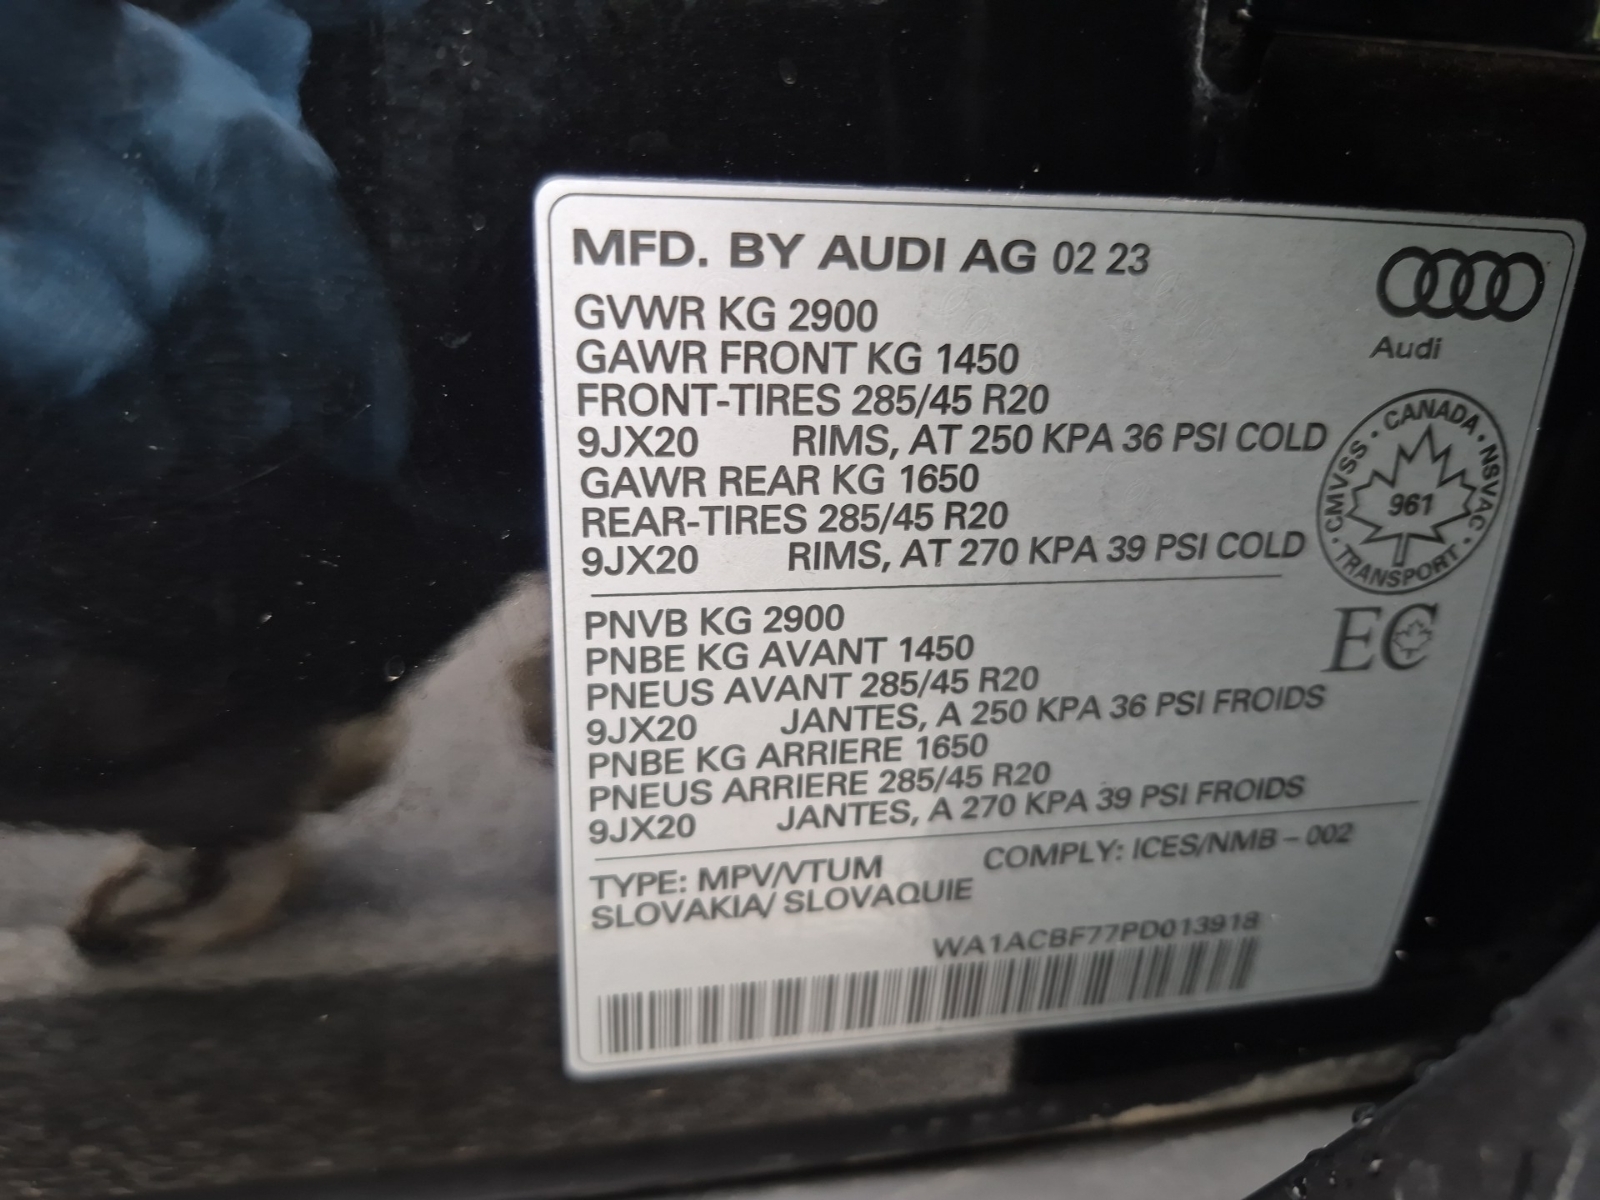 MFD. BY AUDI AG 02 23
GVWR KG 2900
GAWR FRONT KG 1450
FRONT-TIRES 285/45 R20
9JX20 RIMS, AT 250 KPA 36 PSI COLD
GAWR REAR KG 1650
REAR-TIRES 285/45 R20
9JX20 RIMS, AT 270 KPA 39 PSI COLD
Audi
CMVSS · CANADA · NSVAC · TRANSPORT ·
961
EC
PNVB KG 2900
PNBE KG AVANT 1450
PNEUS AVANT 285/45 R20
9JX20 JANTES, A 250 KPA 36 PSI FROIDS
PNBE KG ARRIERE 1650
PNEUS ARRIERE 285/45 R20
9JX20 JANTES, A 270 KPA 39 PSI FROIDS
TYPE: MPV/VTUM COMPLY: ICES/NMB - 002
SLOVAKIA/ SLOVAQUIE
WA1ACBF77PD013918